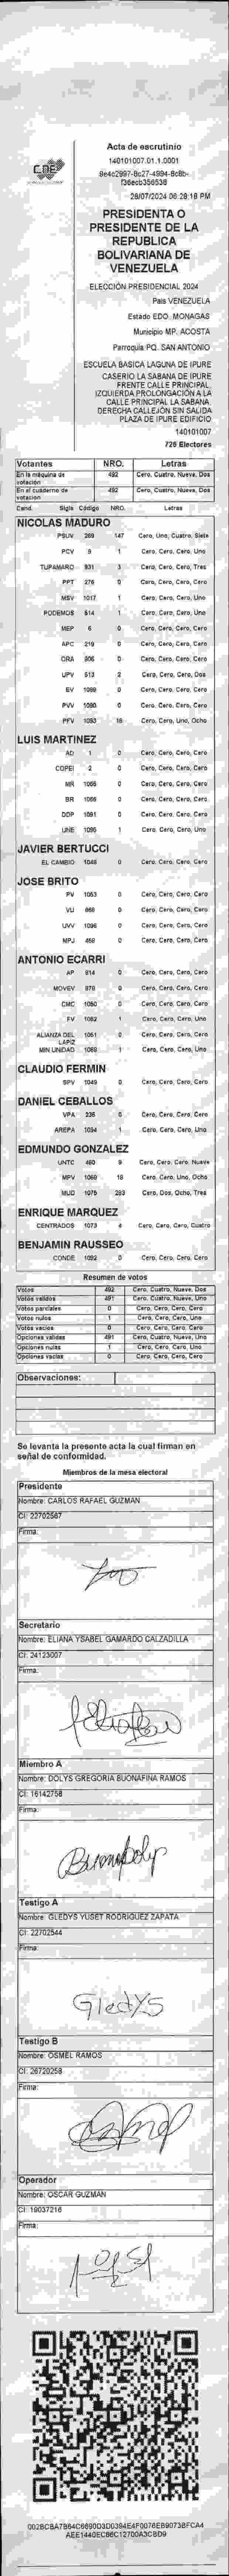 CNE
Acta de escrutinio
140101007.01.1.0001
28/07/2024 06:28:18 PM
PRESIDENTA O
PRESIDENTE DE LA
REPUBLICA
BOLIVARIANA DE
VENEZUELA
ELECCIÓN PRESIDENCIAL 2024
País VENEZUELA
Estado EDO. MONAGAS
Municipio MP. ACOSTA
Parroquia PQ. SAN ANTONIO
ESCUELA BASICA LAGUNA DE IPURE
CASERIO LA SABANA DE IPURE
FRENTE CALLE PRINCIPAL.
IZQUIERDA PROLONGACIÓN A LA
CALLE PRINCIPAL LA SABANA.
DERECHA CALLEJÓN SIN SALIDA
PLAZA DE IPURE EDIFICIO
140101007
725 Electores
Votantes NRO. Letras
En la máquina de votación 492 Cero, Cuatro, Nueve, Dos
En el cuaderno de votación 492 Cero, Cuatro, Nueve, Dos
Cand. Sigla Código NRO. Letras
NICOLAS MADURO
PSUV 269 147 Cero, Uno, Cuatro, Siete
PCV 9 1 Cero, Cero, Cero, Uno
TUPAMARO 931 3 Cero, Cero, Cero, Tres
PPT 276 0 Cero, Cero, Cero, Cero
MSV 1017 1 Cero, Cero, Cero, Uno
PODEMOS 514 1 Cero, Cero, Cero, Uno
MEP 6 0 Cero, Cero, Cero, Cero
APC 219 0 Cero, Cero, Cero, Cero
ORA 906 0 Cero, Cero, Cero, Cero
UPV 513 2 Cero, Cero, Cero, Dos
EV 1089 0 Cero, Cero, Cero, Cero
PVV 1090 0 Cero, Cero, Cero, Cero
PFV 1093 18 Cero, Cero, Uno, Ocho
LUIS MARTINEZ
AD 1 0 Cero, Cero, Cero, Cero
COPEI 2 0 Cero, Cero, Cero, Cero
MR 1066 0 Cero, Cero, Cero, Cero
BR 1069 0 Cero, Cero, Cero, Cero
DDP 1091 0 Cero, Cero, Cero, Cero
UNE 1095 1 Cero, Cero, Cero, Uno
JAVIER BERTUCCI
EL CAMBIO 1048 0 Cero, Cero, Cero, Cero
JOSE BRITO
PV 1053 0 Cero, Cero, Cero, Cero
VU 968 0 Cero, Cero, Cero, Cero
UVV 1096 0 Cero, Cero, Cero, Cero
MPJ 458 0 Cero, Cero, Cero, Cero
ANTONIO ECARRI
AP 914 0 Cero, Cero, Cero, Cero
MOVEV 978 0 Cero, Cero, Cero, Cero
CMC 1050 0 Cero, Cero, Cero, Cero
FV 1082 1 Cero, Cero, Cero, Uno
ALIANZA DEL LAPIZ 1051 0 Cero, Cero, Cero, Cero
MIN UNIDAD 1069 1 Cero, Cero, Cero, Uno
CLAUDIO FERMIN
SPV 1049 0 Cero, Cero, Cero, Cero
DANIEL CEBALLOS
VPA 235 0 Cero, Cero, Cero, Cero
AREPA 1094 1 Cero, Cero, Cero, Uno
EDMUNDO GONZALEZ
UNTC 460 9 Cero, Cero, Cero, Nueve
MPV 1069 18 Cero, Cero, Uno, Ocho
MUD 1075 283 Cero, Dos, Ocho, Tres
ENRIQUE MARQUEZ
CENTRADOS 1073 4 Cero, Cero, Cero, Cuatro
BENJAMIN RAUSSEO
CONDE 1092 0 Cero, Cero, Cero, Cero
Resumen de votos
Votos 492 Cero, Cuatro, Nueve, Dos
Votos válidos 491 Cero, Cuatro, Nueve, Uno
Votos parciales 0 Cero, Cero, Cero, Cero
Votos nulos 1 Cero, Cero, Cero, Uno
Votos vacíos 0 Cero, Cero, Cero, Cero
Opciones válidas 491 Cero, Cuatro, Nueve, Uno
Opciones nulas 1 Cero, Cero, Cero, Uno
Opciones vacías 0 Cero, Cero, Cero, Cero
Observaciones:
Se levanta la presente acta la cual firman en
señal de conformidad.
Miembros de la mesa electoral
Presidente
Nombre: CARLOS RAFAEL GUZMAN
CI: 22702587
Firma:
Secretario
Nombre: ELIANA YSABEL GAMARDO CALZADILLA
CI: 24123007
Firma:
Miembro A
Nombre: DOLYS GREGORIA BUONAFINA RAMOS
CI: 16142758
Firma:
Testigo A
Nombre: GLEDYS YUSET RODRIGUEZ ZAPATA
CI: 22702544
Firma:
Gledys
Testigo B
Nombre: OSMEL RAMOS
CI: 26720258
Firma:
Osmel
Operador
Nombre: OSCAR GUZMAN
CI: 19037216
Firma: